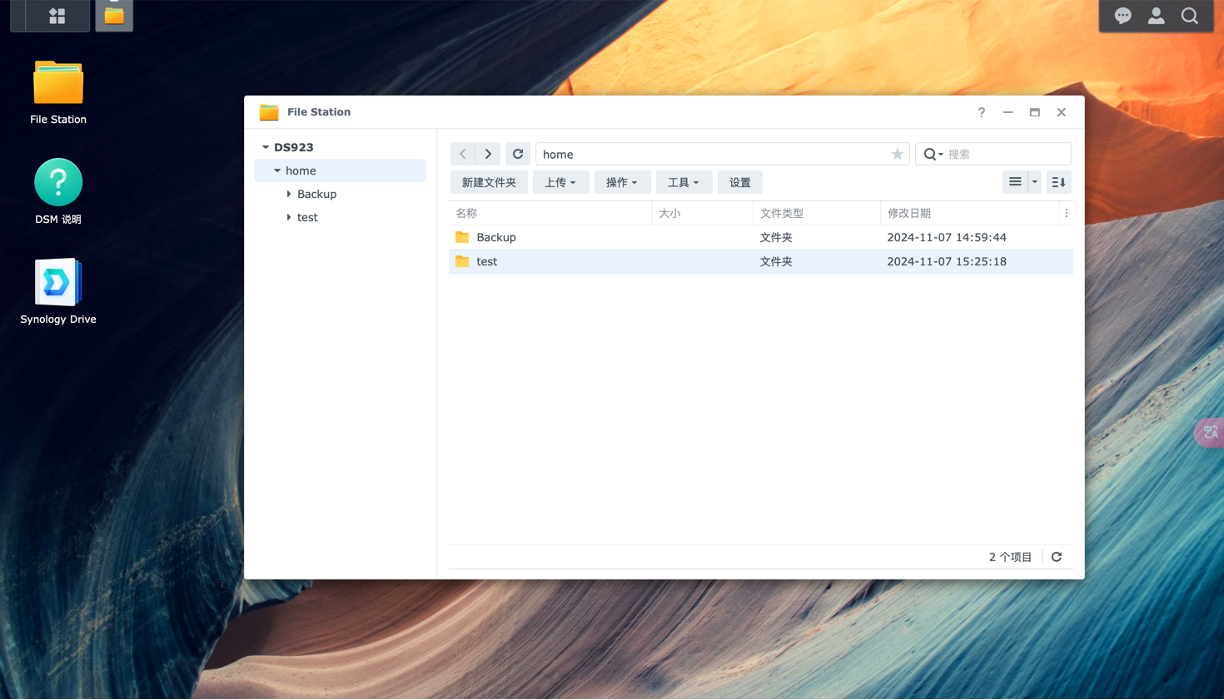 File Station
DSM 说明
Synology Drive
File Station
DS923
home
Backup
test
home
搜索
新建文件夹 上传 操作 工具 设置
名称 大小 文件类型 修改日期
Backup 文件夹 2024-11-07 14:59:44
test 文件夹 2024-11-07 15:25:18
2 个项目
中 A